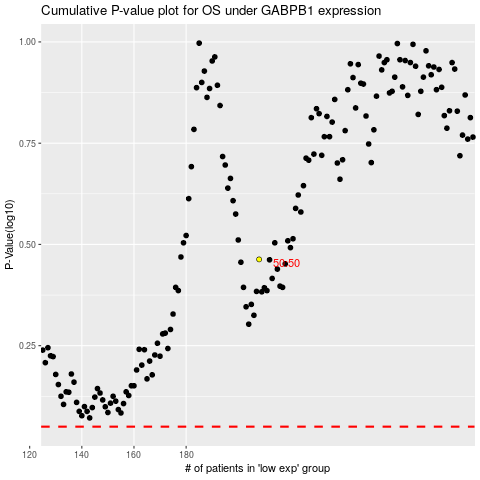 Cumulative P-value plot for OS under GABPB1 expression
P-Value(log10)
1.00
0.75
0.50
0.25
50:50
120 140 160 180
# of patients in 'low exp' group